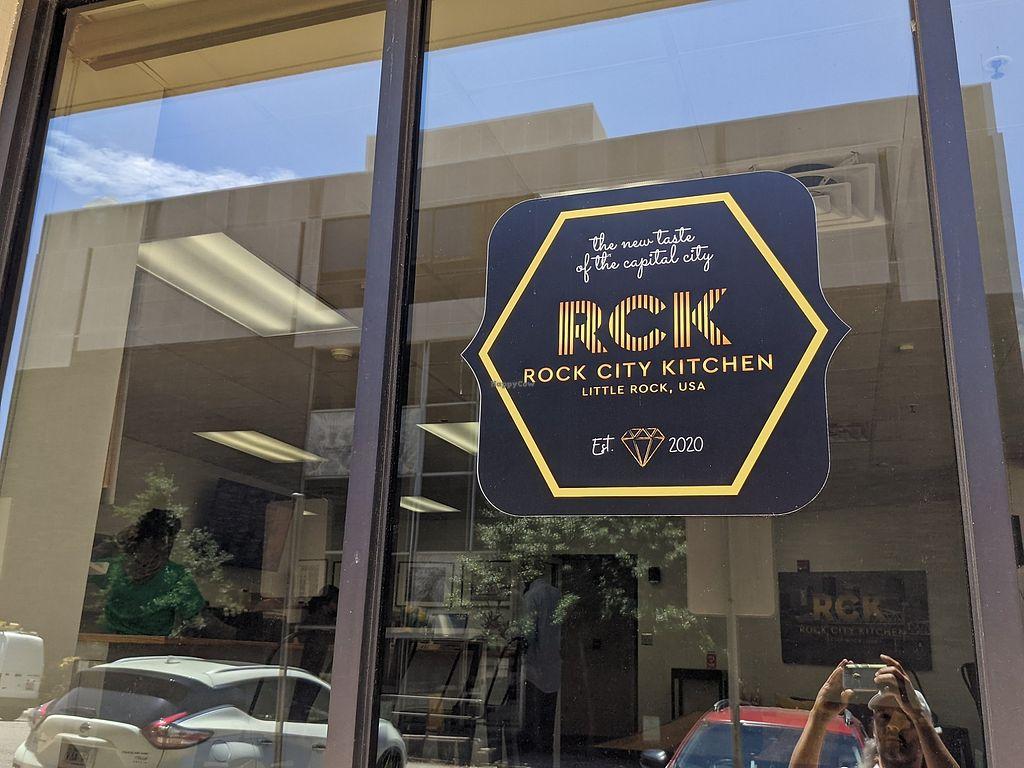 the new taste
of the capital city
RCK
ROCK CITY KITCHEN
LITTLE ROCK, USA
HappyCow
Est. 2020
RCK
ROCK CITY KITCHEN